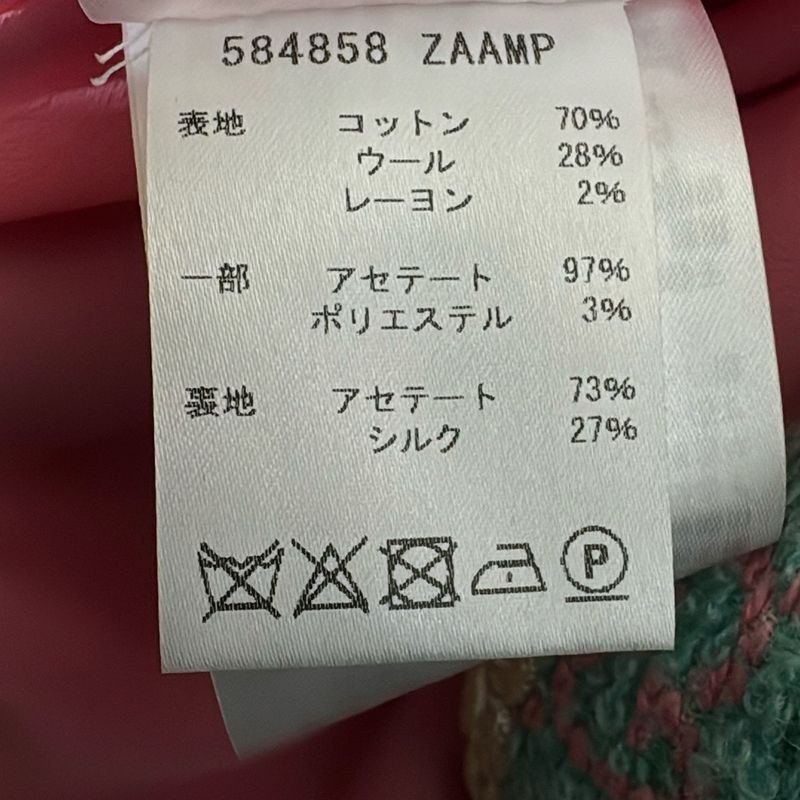 584858 ZAAMP
表地 コットン 70%
ウール 28%
レーヨン 2%
一部 アセテート 97%
ポリエステル 3%
裏地 アセテート 73%
シルク 27%
P